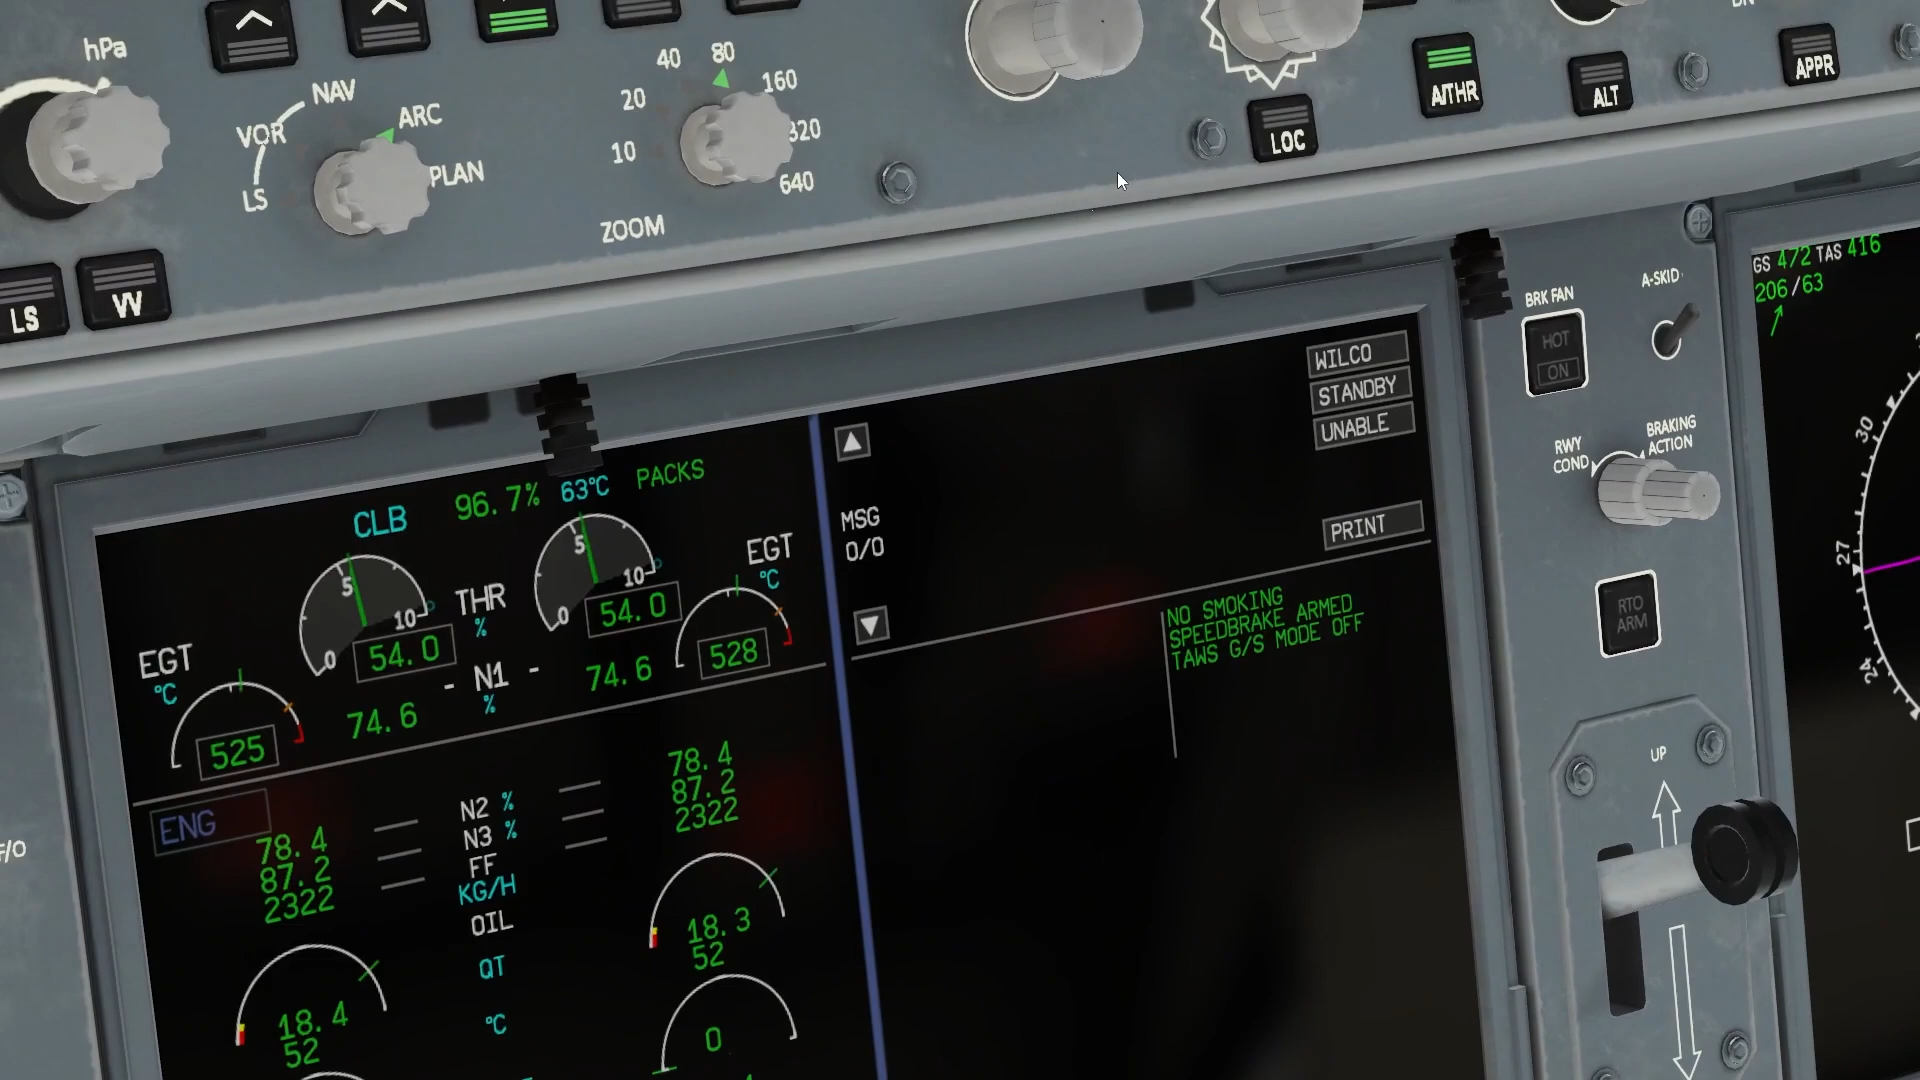 hPa
NAV
VOR
LS
ARC
PLAN
10
20
40
80
160
320
640
ZOOM
LS
VV
LOC
A/THR
ALT
APPR
CLB
96.7%
63°C
PACKS
5
10
0
54.0
THR
%
5
10
0
54.0
EGT
°C
528
EGT
°C
525
74.6
- N1 -
%
74.6
ENG
78.4
87.2
2322
N2 %
N3 %
FF
KG/H
OIL
QT
°C
78.4
87.2
2322
18.4
52
18.3
52
0
F/O
MSG
0/0
WILCO
STANDBY
UNABLE
PRINT
NO SMOKING
SPEEDBRAKE ARMED
TAWS G/S MODE OFF
BRK FAN
HOT
ON
A-SKID
RWY
COND
BRAKING
ACTION
RTO
ARM
UP
GS 472 TAS 416
206/63
30
27
24